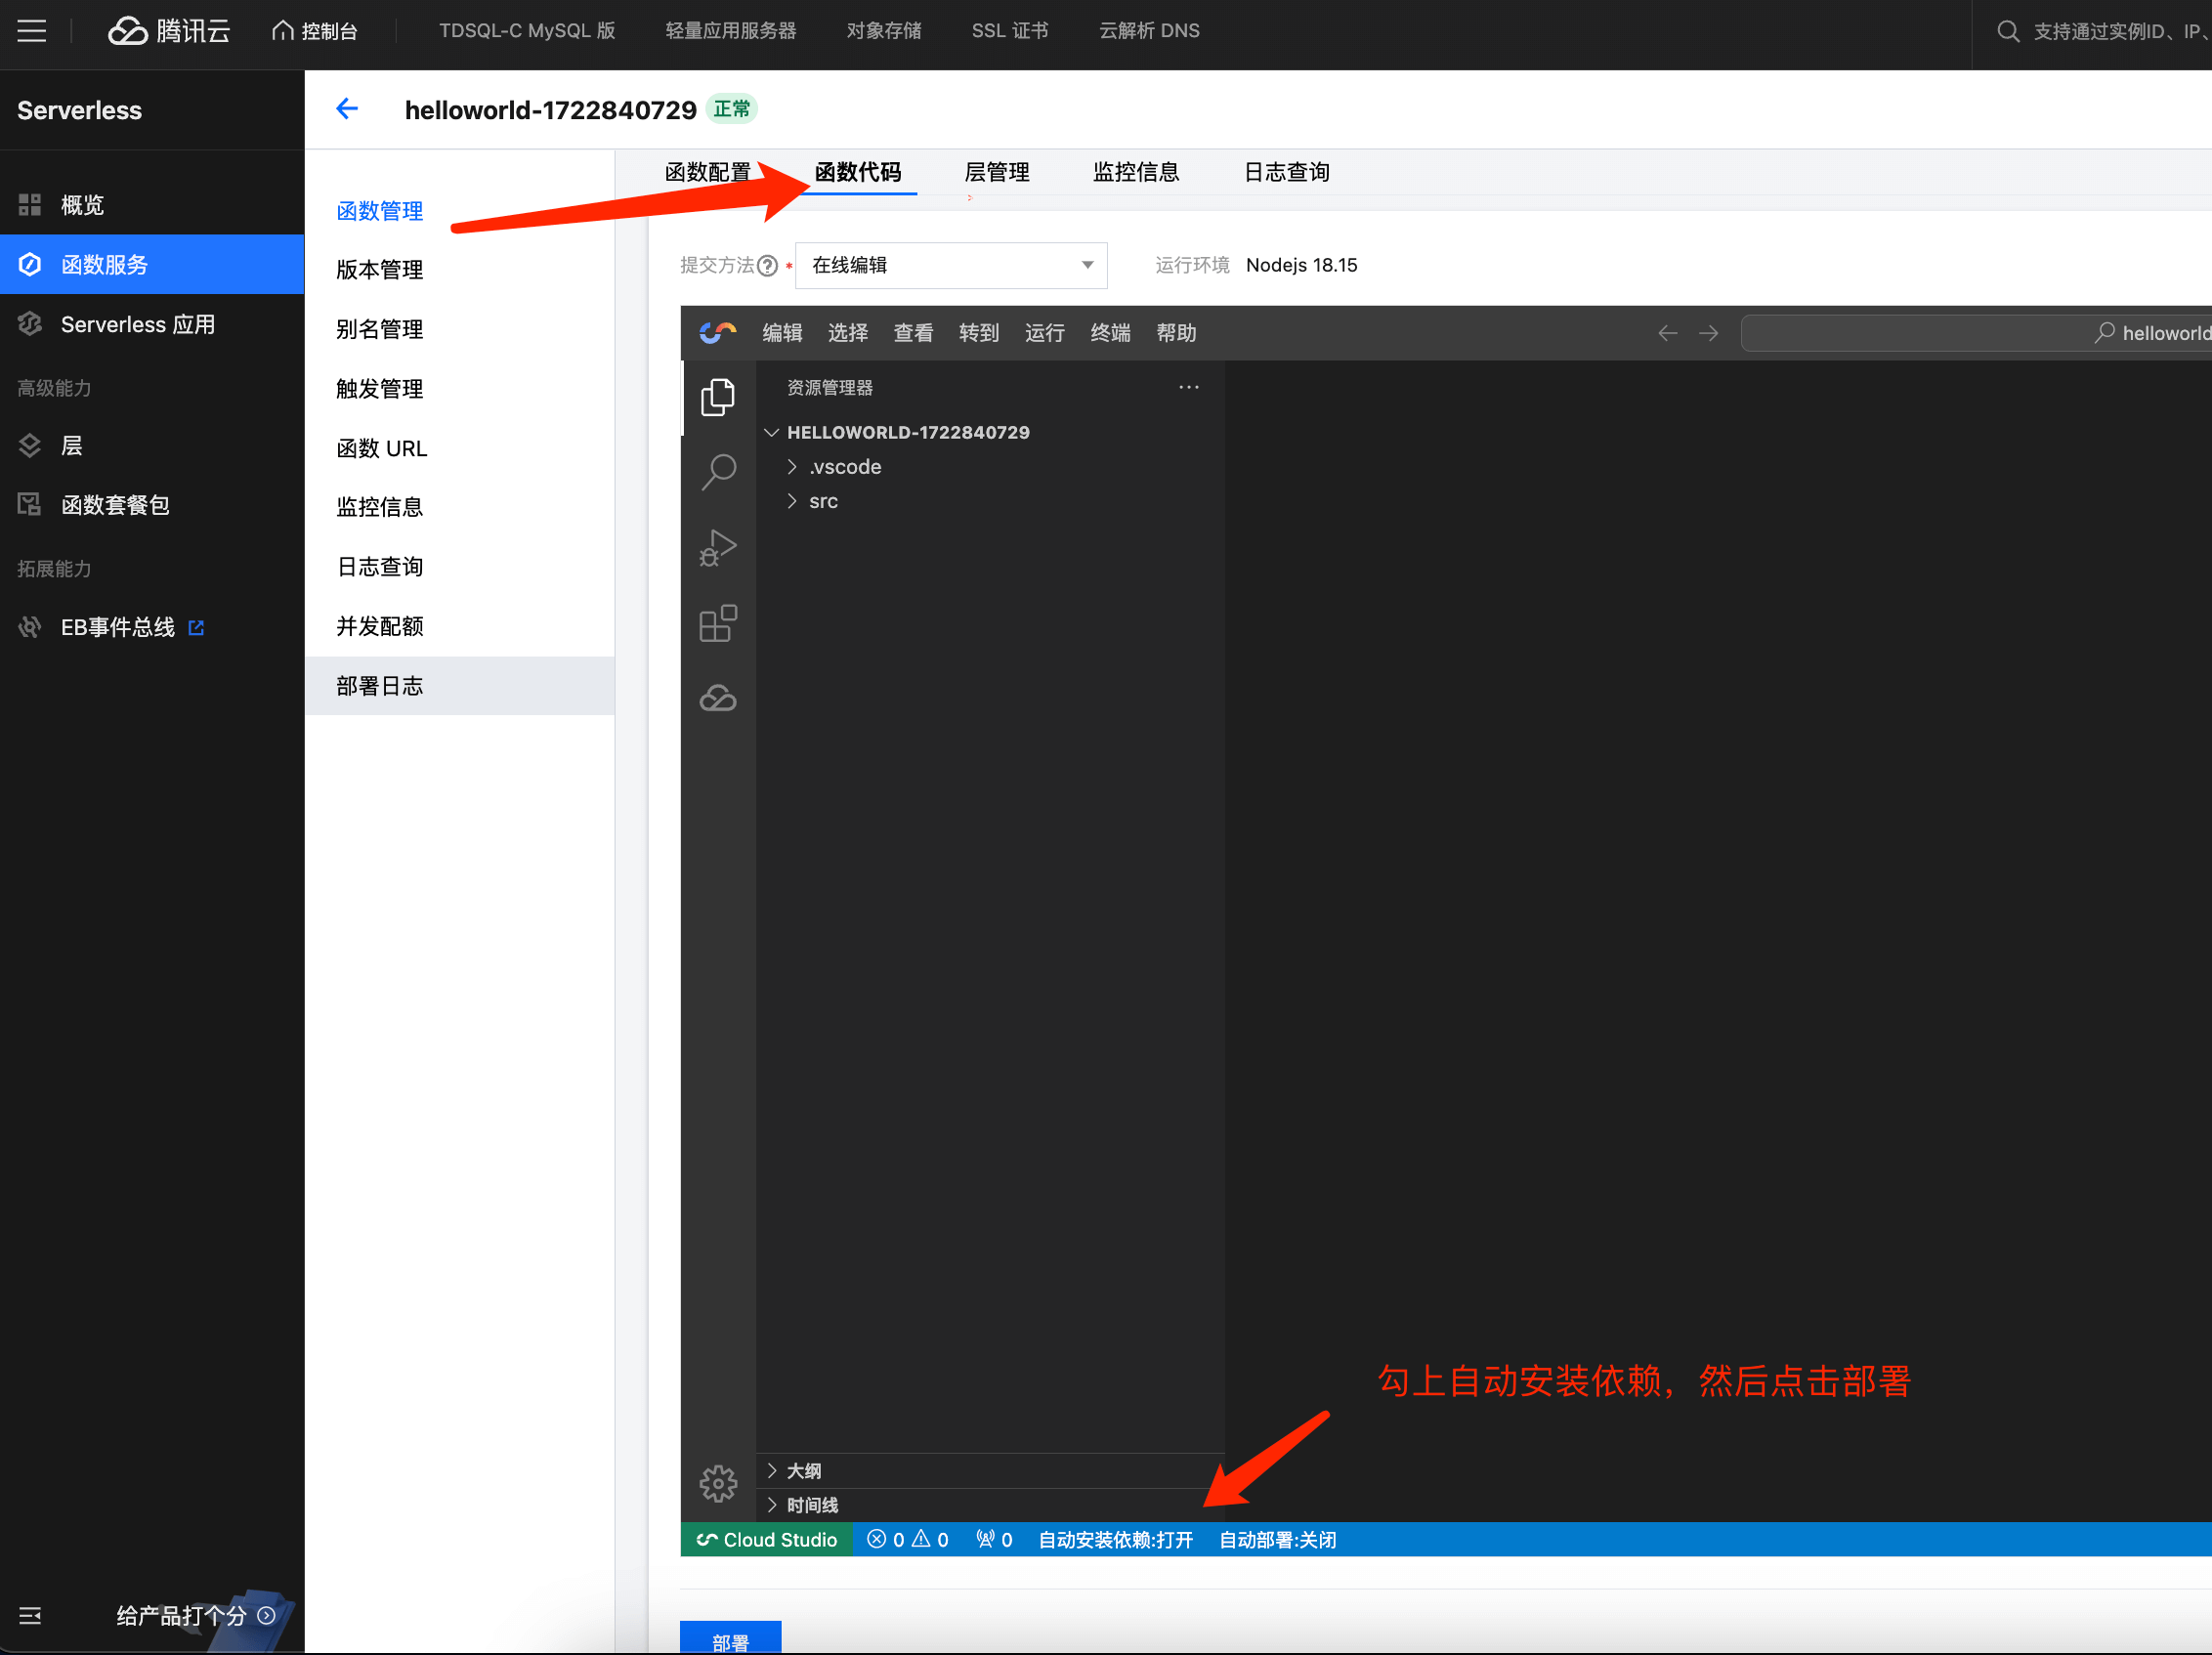 腾讯云 控制台 TDSQL-C MySQL 版 轻量应用服务器 对象存储 SSL 证书 云解析 DNS 支持通过实例ID、IP、
Serverless
概览
函数服务
Serverless 应用
高级能力
层
函数套餐包
拓展能力
EB事件总线
给产品打个分
helloworld-1722840729 正常
函数管理
版本管理
别名管理
触发管理
函数 URL
监控信息
日志查询
并发配额
部署日志
函数配置 函数代码 层管理 监控信息 日志查询
提交方法 * 在线编辑 运行环境 Nodejs 18.15
编辑 选择 查看 转到 运行 终端 帮助 helloworld
资源管理器 ...
HELLOWORLD-1722840729
.vscode
src
勾上自动安装依赖，然后点击部署
大纲
时间线
Cloud Studio 0 0 0 自动安装依赖:打开 自动部署:关闭
部署